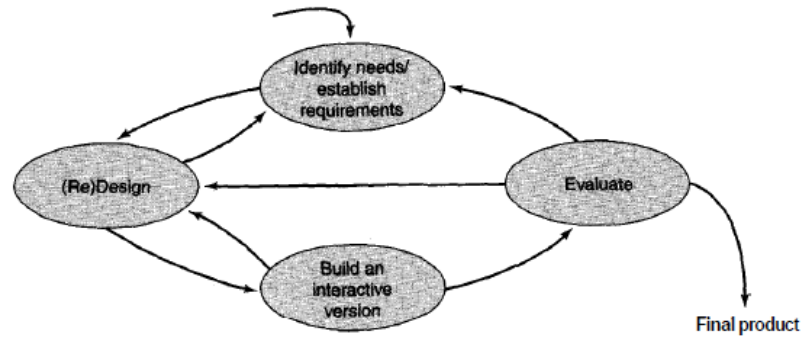 Identify needs/
establish
requirements
(Re)Design
Evaluate
Build an
interactive
version
Final product